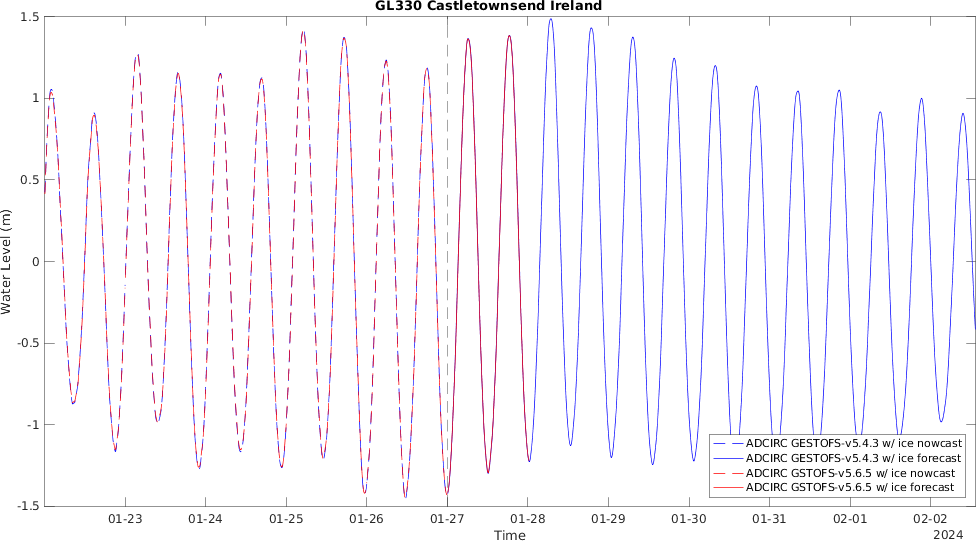 GL330 Castletownsend Ireland
1.5
1
0.5
0
-0.5
-1
-1.5
Water Level (m)
01-23 01-24 01-25 01-26 01-27 01-28 01-29 01-30 01-31 02-01 02-02
Time
2024
ADCIRC GESTOFS-v5.4.3 w/ ice nowcast
ADCIRC GESTOFS-v5.4.3 w/ ice forecast
ADCIRC GSTOFS-v5.6.5 w/ ice nowcast
ADCIRC GSTOFS-v5.6.5 w/ ice forecast